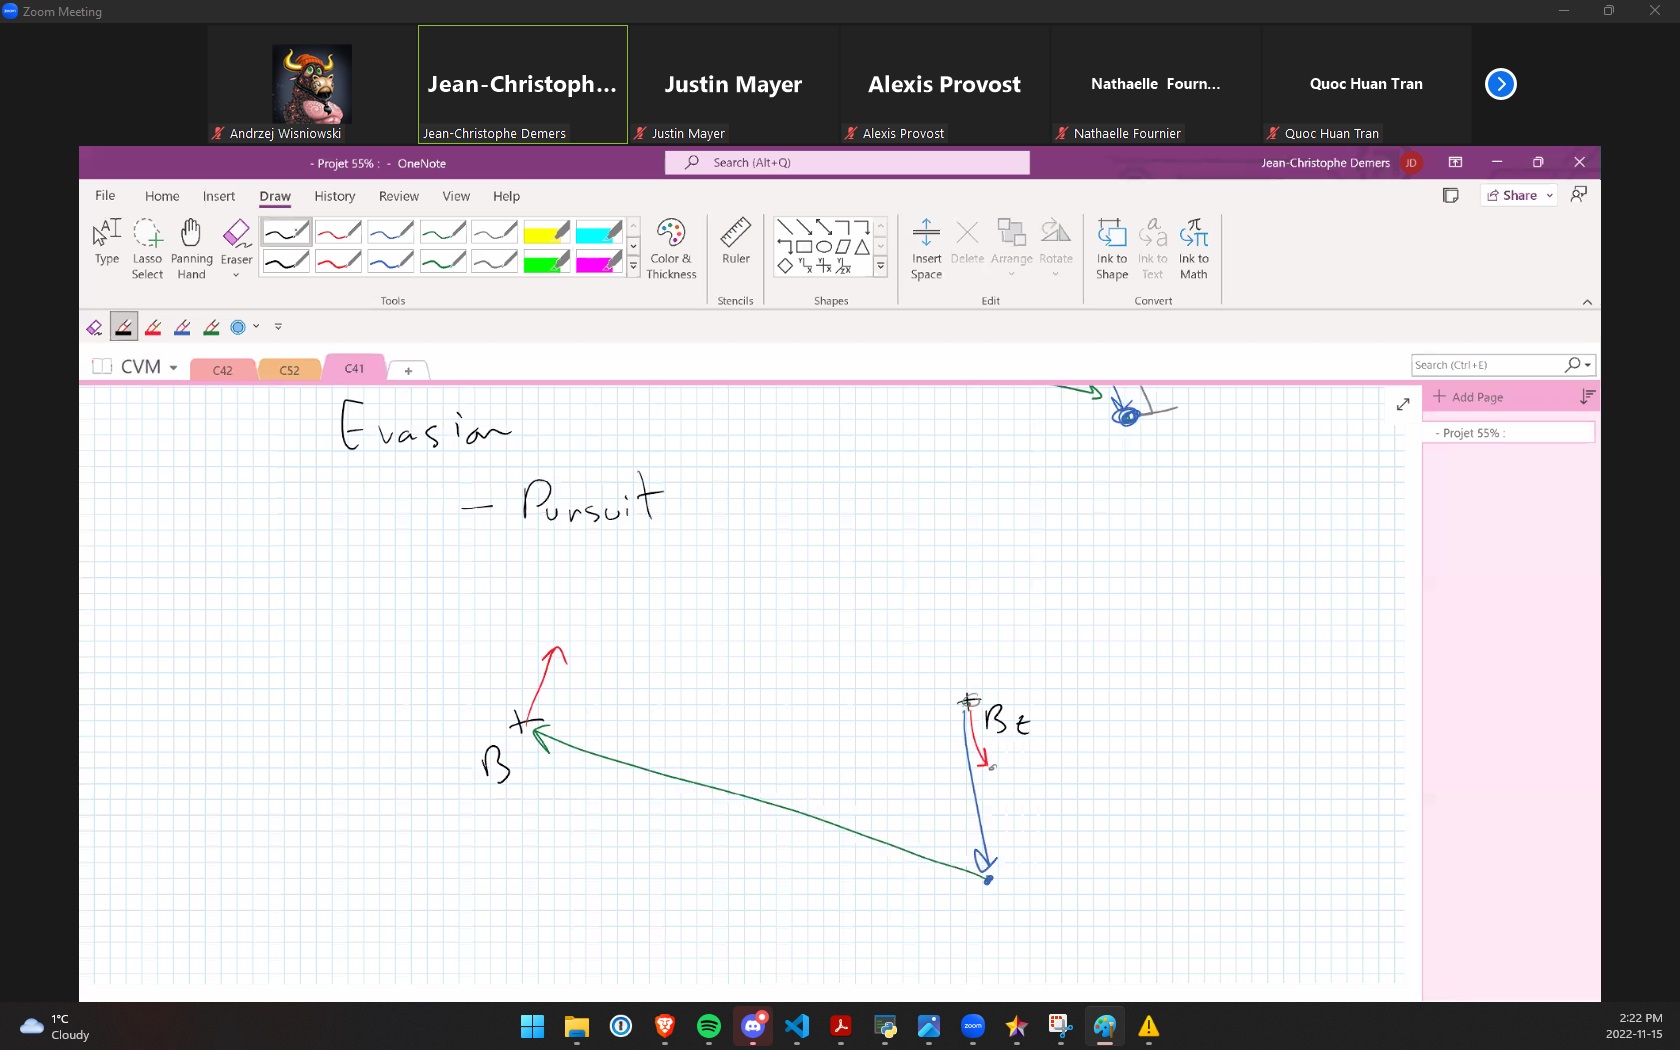 Zoom Meeting
Jean-Christoph... Justin Mayer Alexis Provost Nathaelle Fourn... Quoc Huan Tran
Andrzej Wisniowski Jean-Christophe Demers Justin Mayer Alexis Provost Nathaelle Fournier Quoc Huan Tran
- Projet 55% : - OneNote Search (Alt+Q) Jean-Christophe Demers JD
File Home Insert Draw History Review View Help Share
Type Lasso Select Panning Hand Eraser Color & Thickness Ruler Insert Space Delete Arrange Rotate Ink to Shape Ink to Text Ink to Math
Tools Stencils Shapes Edit Convert
CVM C42 C52 C41 + Search (Ctrl+E)
Add Page
- Projet 55% :
Evasion
- Pursuit
B
Bt
1°C
Cloudy
zoom
2:22 PM
2022-11-15